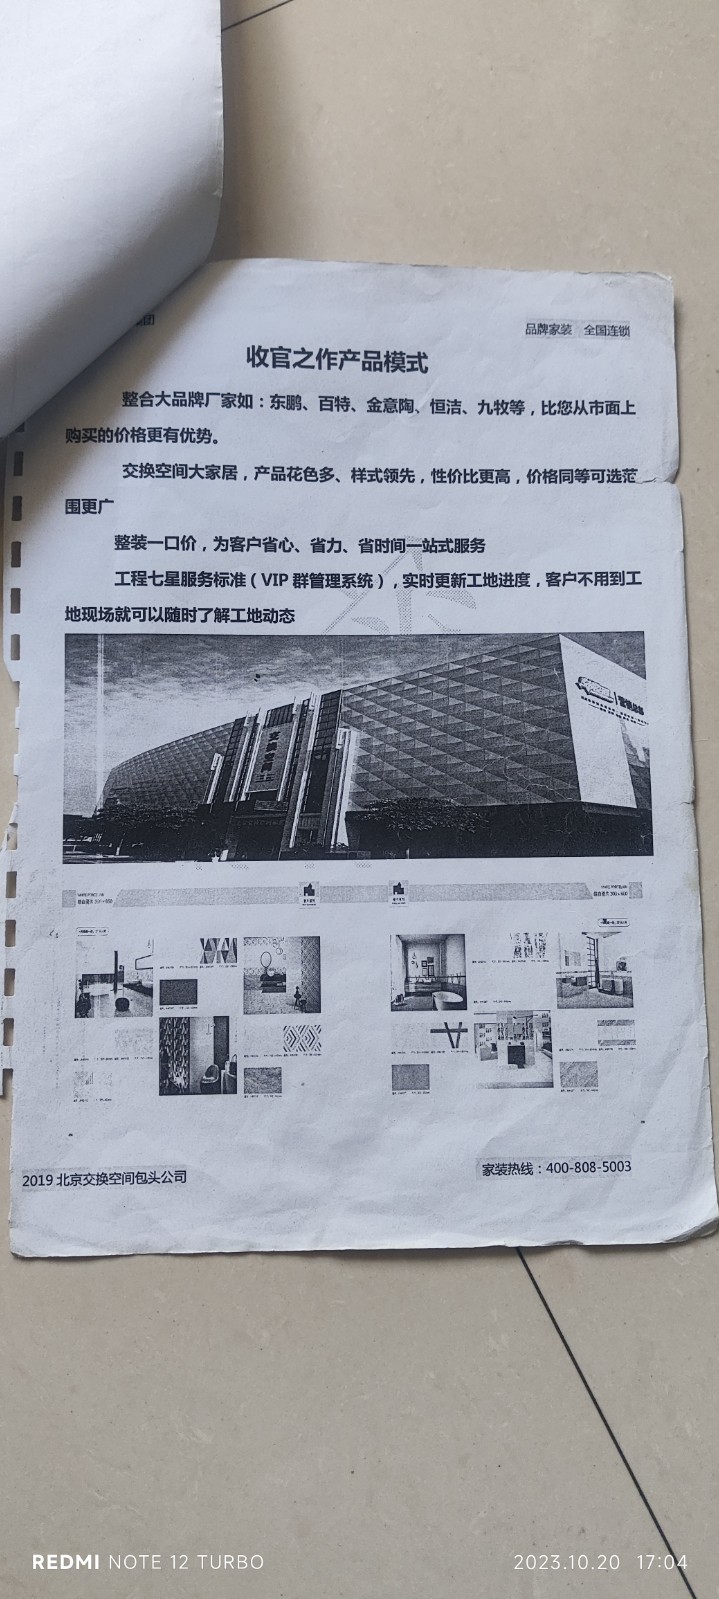 团
品牌家装 全国连锁
收官之作产品模式
整合大品牌厂家如：东鹏、百特、金意陶、恒洁、九牧等，比您从市面上
购买的价格更有优势。
交换空间大家居，产品花色多、样式领先，性价比更高，价格同等可选范
围更广
整装一口价，为客户省心、省力、省时间一站式服务
工程七星服务标准（VIP 群管理系统），实时更新工地进度，客户不用到工
地现场就可以随时了解工地动态
交换空间
2019 北京交换空间包头公司
家装热线：400-808-5003
REDMI NOTE 12 TURBO
2023.10.20 17:04